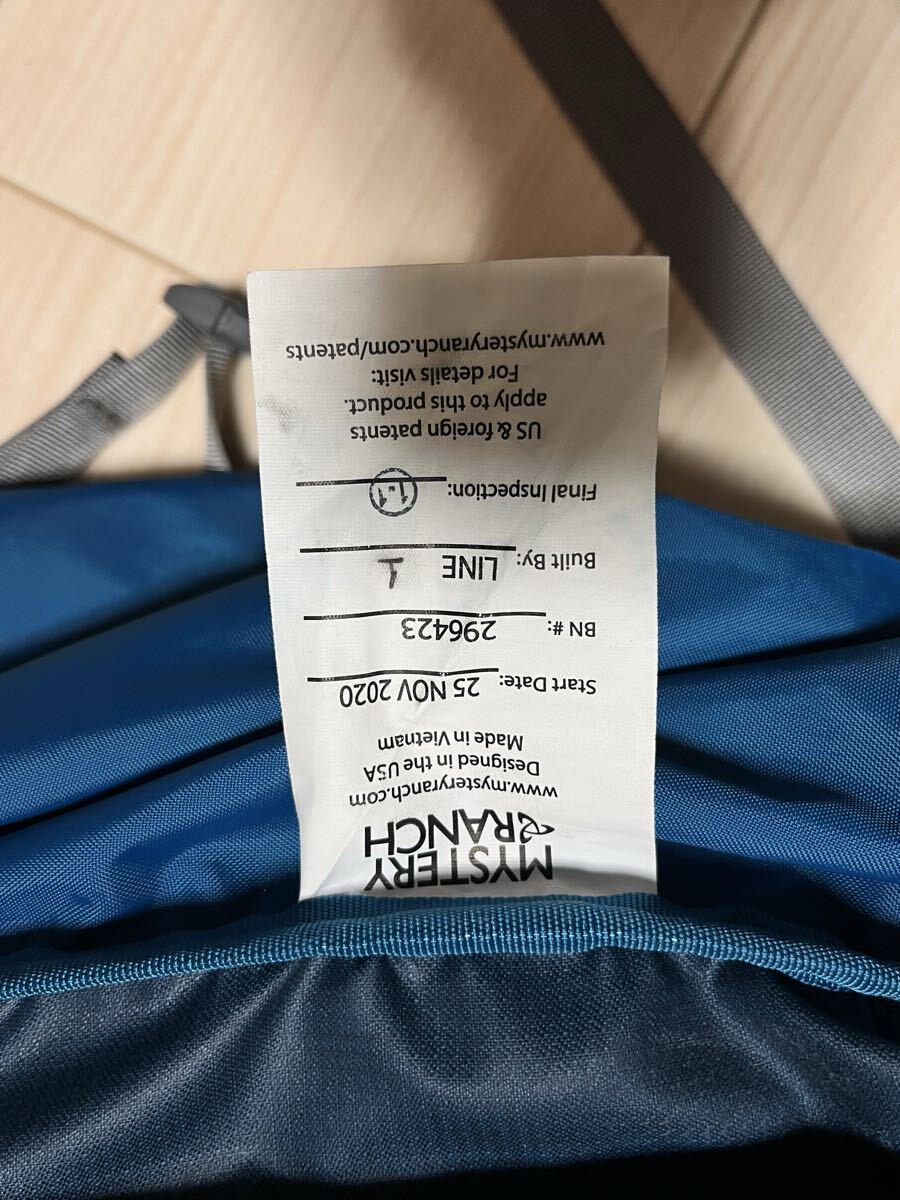 MYSTERY
RANCH
www.mysteryranch.com
Designed in the USA
Made in Vietnam
Start Date: 25 NOV 2020
BN #: 296423
Built By: LINE 1
Final Inspection: 1.1
US & foreign patents
apply to this product.
For details visit:
www.mysteryranch.com/patents